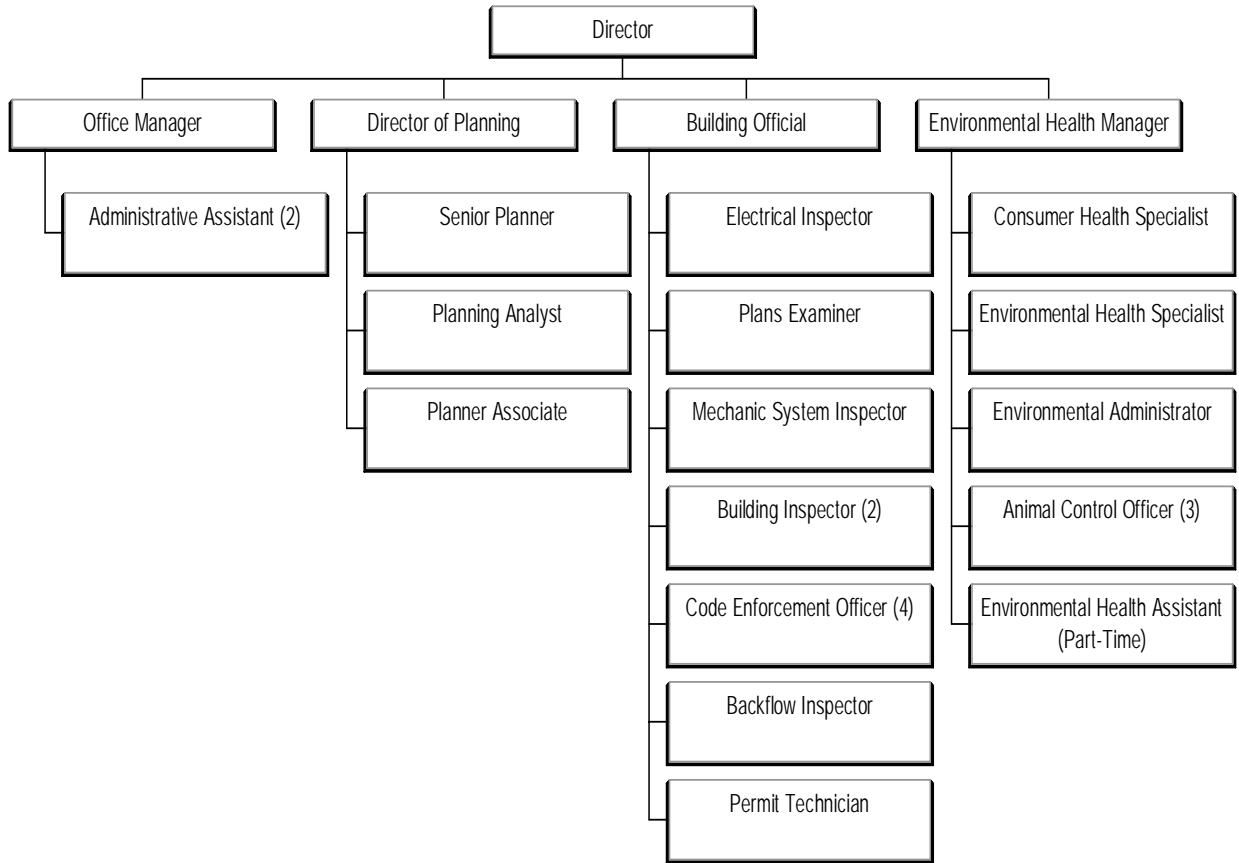 Director
Office Manager
Administrative Assistant (2)
Director of Planning
Senior Planner
Planning Analyst
Planner Associate
Building Official
Electrical Inspector
Plans Examiner
Mechanic System Inspector
Building Inspector (2)
Code Enforcement Officer (4)
Backflow Inspector
Permit Technician
Environmental Health Manager
Consumer Health Specialist
Environmental Health Specialist
Environmental Administrator
Animal Control Officer (3)
Environmental Health Assistant
(Part-Time)